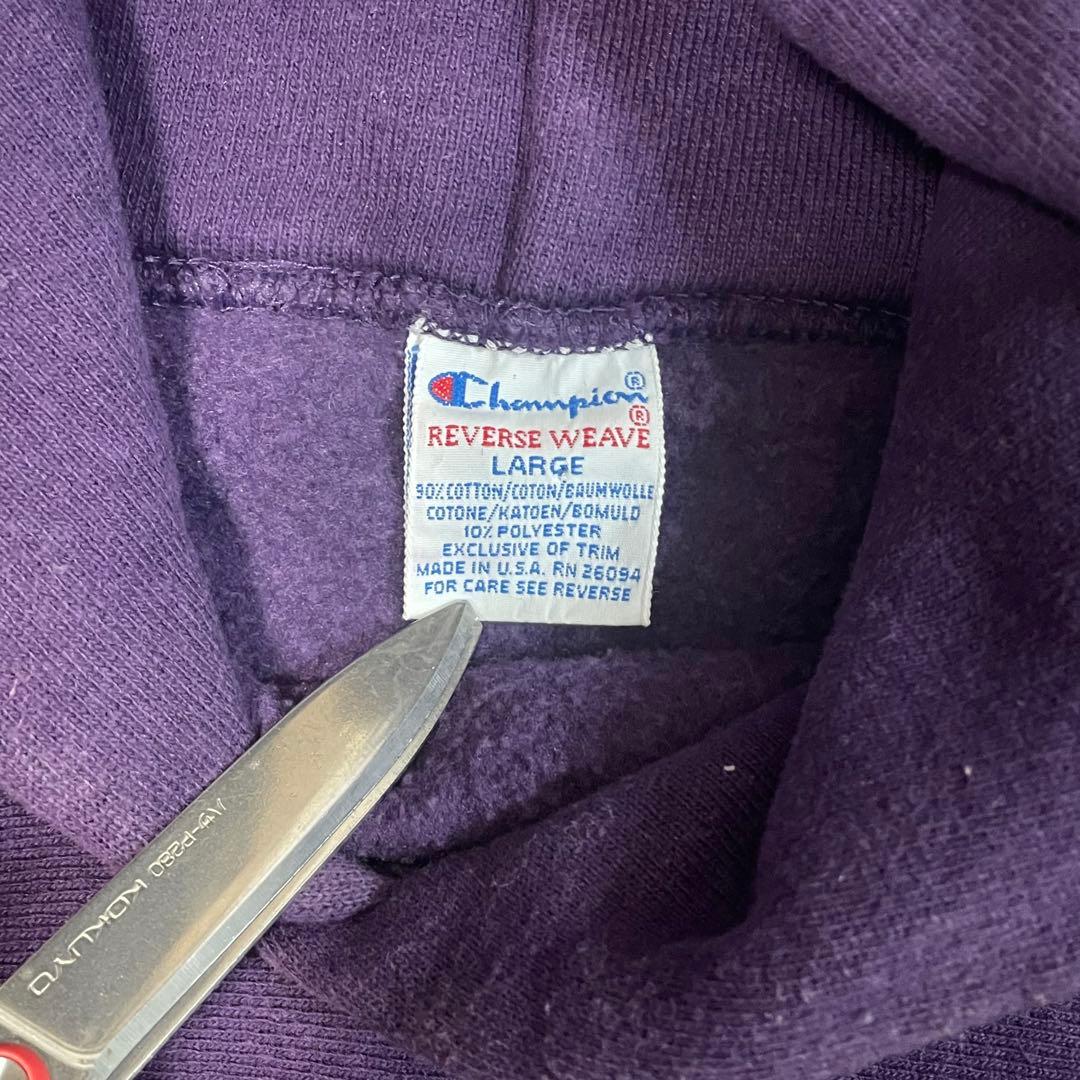 Champion®
REVERSE WEAVE®
LARGE
90% COTTON/COTON/BAUMWOLLE
COTONE/KATOEN/BOMULD
10% POLYESTER
EXCLUSIVE OF TRIM
MADE IN U.S.A. RN 26094
FOR CARE SEE REVERSE
KOKUYO